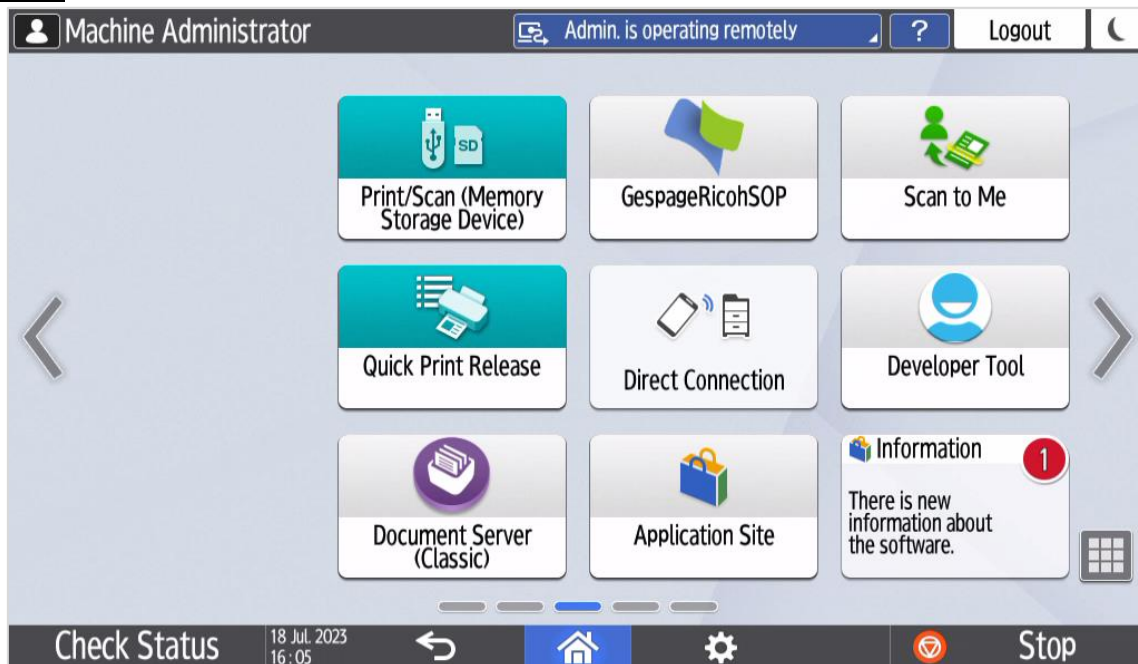 Machine Administrator
Admin. is operating remotely
?
Logout
SD
Print/Scan (Memory
Storage Device)
GespageRicohSOP
Scan to Me
Quick Print Release
Direct Connection
Developer Tool
Document Server
(Classic)
Application Site
Information
1
There is new
information about
the software.
Check Status
18 Jul. 2023
16:05
Stop